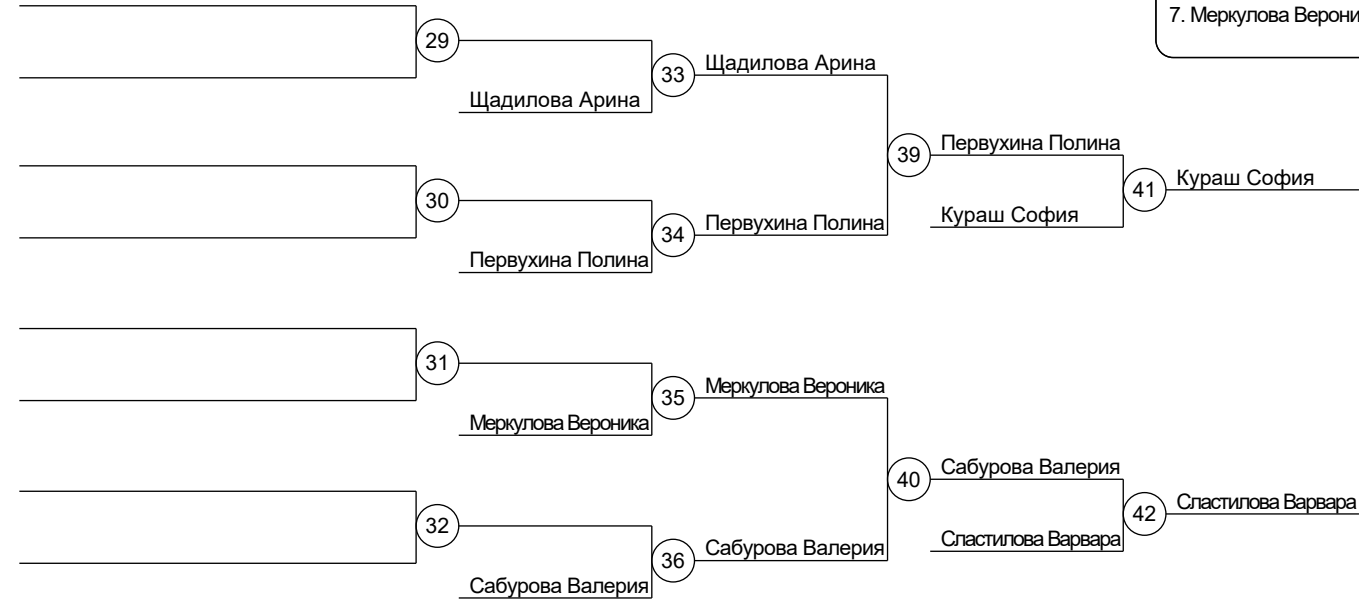 7. Меркулова Верони
29
33
Щадилова Арина
Щадилова Арина
39
Первухина Полина
30
41
Кураш София
Кураш София
34
Первухина Полина
Первухина Полина
31
35
Меркулова Вероника
Меркулова Вероника
40
Сабурова Валерия
32
42
Сластилова Варвара
Сластилова Варвара
36
Сабурова Валерия
Сабурова Валерия